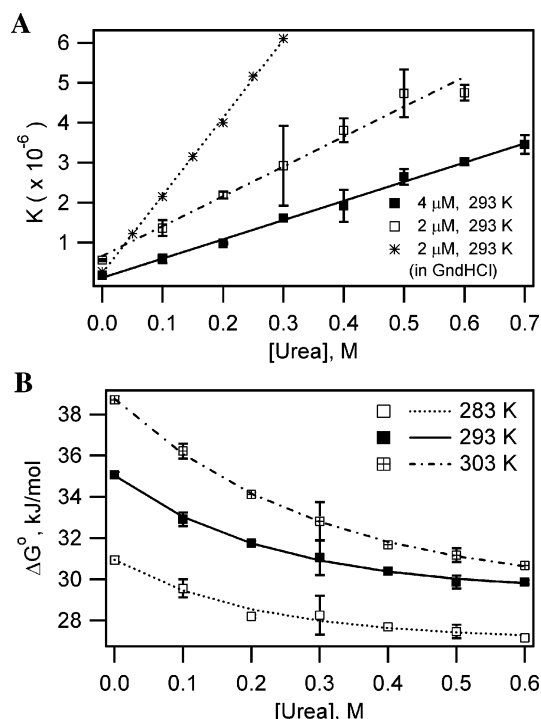 A
K ( x 10-6)
6
5
4
3
2
1
4 μM, 293 K
2 μM, 293 K
2 μM, 293 K
(in GndHCl)
0.0 0.1 0.2 0.3 0.4 0.5 0.6 0.7
[Urea], M
B
ΔGo, kJ/mol
38
36
34
32
30
28
283 K
293 K
303 K
0.0 0.1 0.2 0.3 0.4 0.5 0.6
[Urea], M